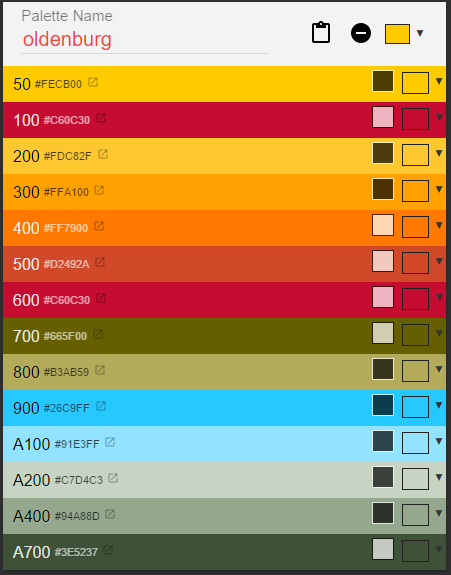 Palette Name
oldenburg
50 #FECB00
100 #C60C30
200 #FDC82F
300 #FFA100
400 #FF7900
500 #D2492A
600 #C60C30
700 #665F00
800 #B3AB59
900 #26C9FF
A100 #91E3FF
A200 #C7D4C3
A400 #94A88D
A700 #3E5237